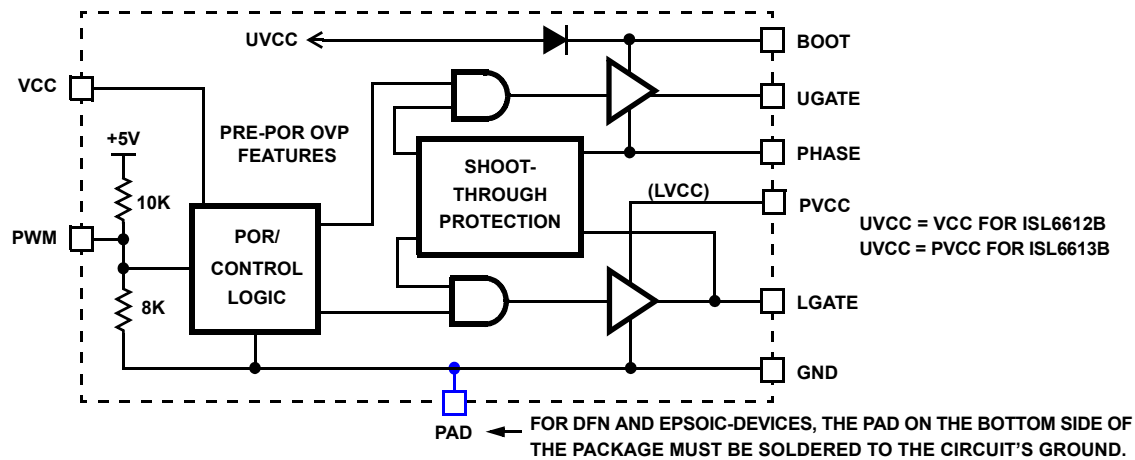 UVCC
BOOT
VCC
UGATE
+5V
PRE-POR OVP
FEATURES
SHOOT-
THROUGH
PROTECTION
PHASE
10K
(LVCC)
PVCC
UVCC = VCC FOR ISL6612B
UVCC = PVCC FOR ISL6613B
PWM
POR/
CONTROL
LOGIC
8K
LGATE
GND
PAD
FOR DFN AND EPSOIC-DEVICES, THE PAD ON THE BOTTOM SIDE OF
THE PACKAGE MUST BE SOLDERED TO THE CIRCUIT'S GROUND.